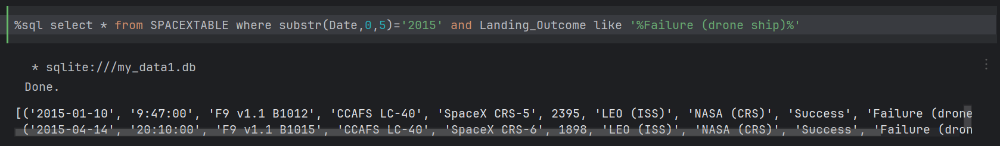 %sql select * from SPACEXTABLE where substr(Date,0,5)='2015' and Landing_Outcome like '%Failure (drone ship)%'
* sqlite:///my_data1.db
Done.
[('2015-01-10', '9:47:00', 'F9 v1.1 B1012', 'CCAFS LC-40', 'SpaceX CRS-5', 2395, 'LEO (ISS)', 'NASA (CRS)', 'Success', 'Failure (drone
('2015-04-14', '20:10:00', 'F9 v1.1 B1015', 'CCAFS LC-40', 'SpaceX CRS-6', 1898, 'LEO (ISS)', 'NASA (CRS)', 'Success', 'Failure (dron